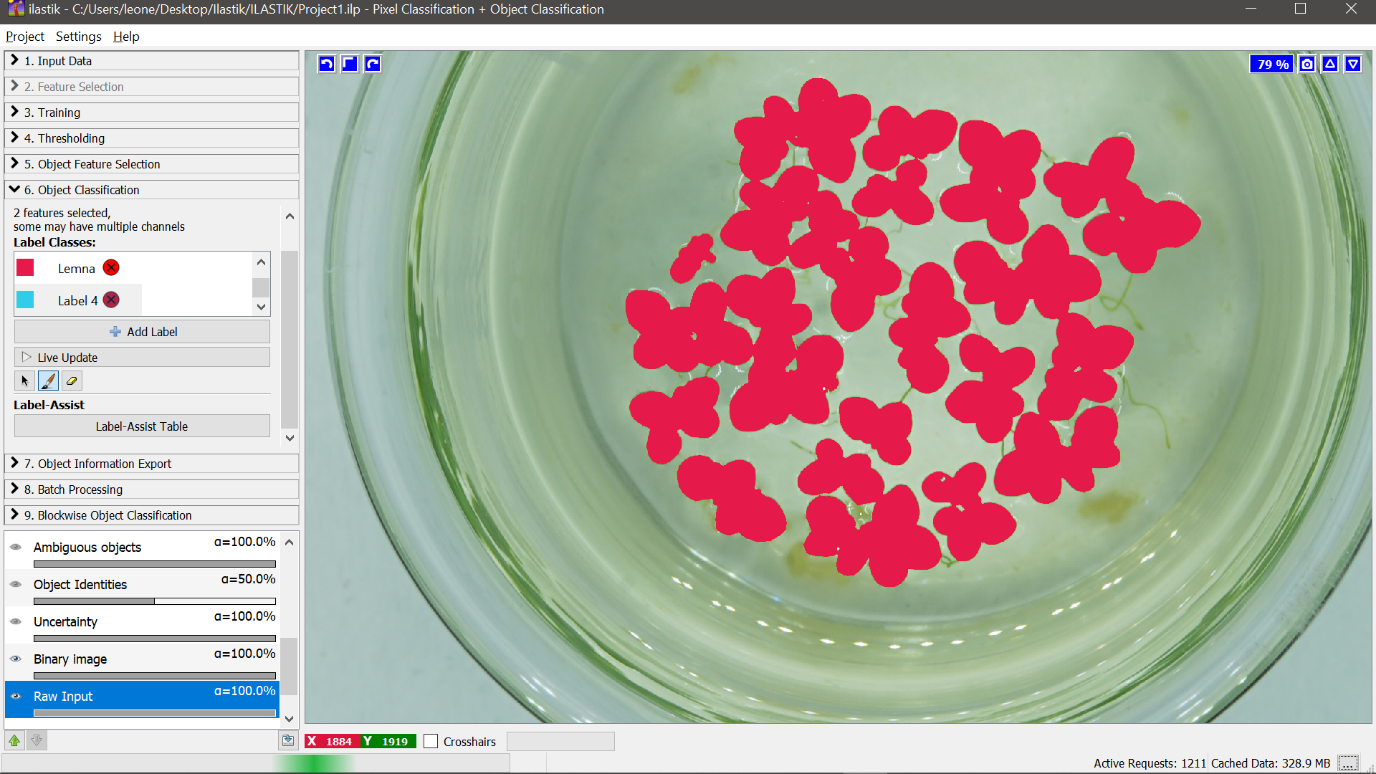 ilastik - C:/Users/leone/Desktop/Ilastik/ILASTIK/Project1.ilp - Pixel Classification + Object Classification
Project Settings Help
1. Input Data
2. Feature Selection
3. Training
4. Thresholding
5. Object Feature Selection
6. Object Classification
2 features selected,
some may have multiple channels
Label Classes:
Lemna
Label 4
Add Label
Live Update
Label-Assist
Label-Assist Table
7. Object Information Export
8. Batch Processing
9. Blockwise Object Classification
Ambiguous objects α=100.0%
Object Identities α=50.0%
Uncertainty α=100.0%
Binary image α=100.0%
Raw Input α=100.0%
79 %
X 1884 Y 1919 Crosshairs
Active Requests: 1211 Cached Data: 328.9 MB ...